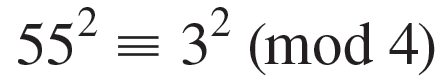 55² ≡ 3² (mod 4)